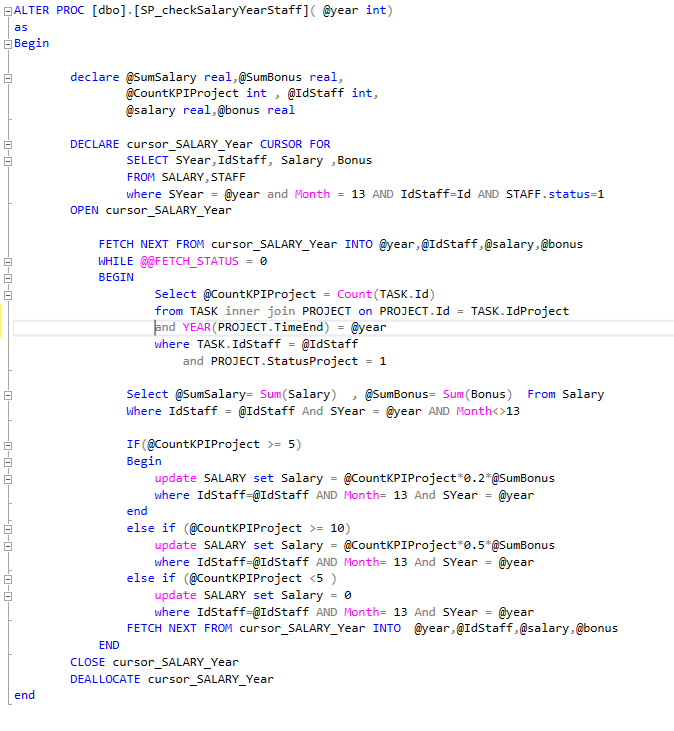 ALTER PROC [dbo].[SP_checkSalaryYearStaff]( @year int)
as
Begin
declare @SumSalary real,@SumBonus real,
@CountKPIProject int , @IdStaff int,
@salary real,@bonus real
DECLARE cursor_SALARY_Year CURSOR FOR
SELECT SYear,IdStaff, Salary ,Bonus
FROM SALARY,STAFF
where SYear = @year and Month = 13 AND IdStaff=Id AND STAFF.status=1
OPEN cursor_SALARY_Year
FETCH NEXT FROM cursor_SALARY_Year INTO @year,@IdStaff,@salary,@bonus
WHILE @@FETCH_STATUS = 0
BEGIN
Select @CountKPIProject = Count(TASK.Id)
from TASK inner join PROJECT on PROJECT.Id = TASK.IdProject
and YEAR(PROJECT.TimeEnd) = @year
where TASK.IdStaff = @IdStaff
and PROJECT.StatusProject = 1
Select @SumSalary= Sum(Salary)  , @SumBonus= Sum(Bonus)  From Salary
Where IdStaff = @IdStaff And SYear = @year AND Month<>13
IF(@CountKPIProject >= 5)
Begin
update SALARY set Salary = @CountKPIProject*0.2*@SumBonus
where IdStaff=@IdStaff AND Month= 13 And SYear = @year
end
else if (@CountKPIProject >= 10)
update SALARY set Salary = @CountKPIProject*0.5*@SumBonus
where IdStaff=@IdStaff AND Month= 13 And SYear = @year
else if (@CountKPIProject <5 )
update SALARY set Salary = 0
where IdStaff=@IdStaff AND Month= 13 And SYear = @year
FETCH NEXT FROM cursor_SALARY_Year INTO  @year,@IdStaff,@salary,@bonus
END
CLOSE cursor_SALARY_Year
DEALLOCATE cursor_SALARY_Year
end